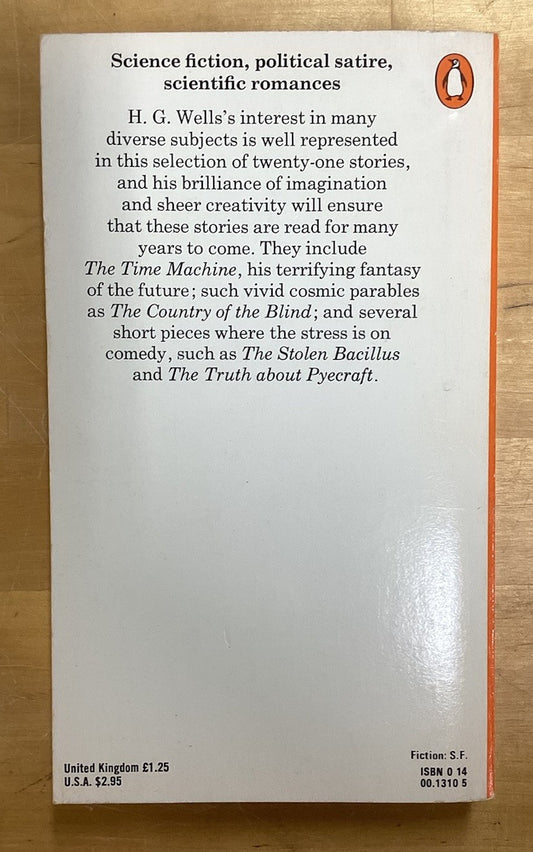 Science fiction, political satire,
scientific romances
H. G. Wells's interest in many
diverse subjects is well represented
in this selection of twenty-one stories,
and his brilliance of imagination
and sheer creativity will ensure
that these stories are read for many
years to come. They include
The Time Machine, his terrifying fantasy
of the future; such vivid cosmic parables
as The Country of the Blind; and several
short pieces where the stress is on
comedy, such as The Stolen Bacillus
and The Truth about Pyecraft.
United Kingdom £1.25
U.S.A. $2.95
Fiction: S.F.
ISBN 0 14
00.1310 5